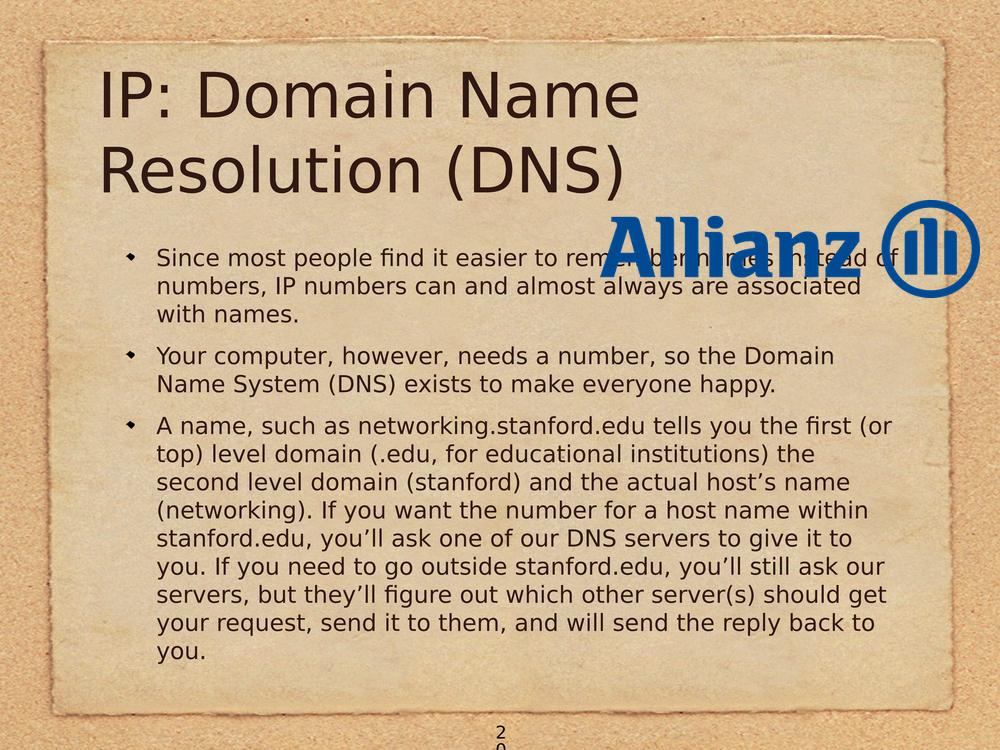 IP: Domain Name
Resolution (DNS)
Allianz
Since most people find it easier to remember names instead of
numbers, IP numbers can and almost always are associated
with names.
Your computer, however, needs a number, so the Domain
Name System (DNS) exists to make everyone happy.
A name, such as networking.stanford.edu tells you the first (or
top) level domain (.edu, for educational institutions) the
second level domain (stanford) and the actual host’s name
(networking). If you want the number for a host name within
stanford.edu, you’ll ask one of our DNS servers to give it to
you. If you need to go outside stanford.edu, you’ll still ask our
servers, but they’ll figure out which other server(s) should get
your request, send it to them, and will send the reply back to
you.
2
0